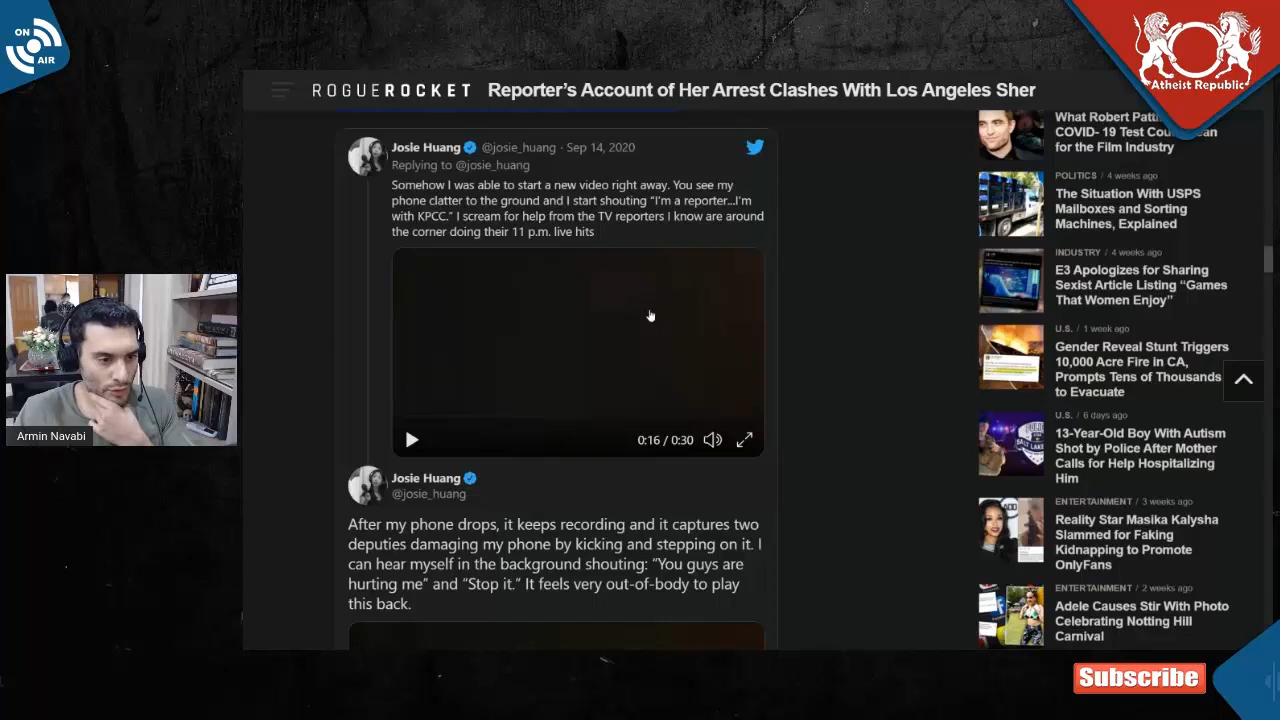 ON
AIR
Atheist Republic
ROGUEROCKET
Reporter's Account of Her Arrest Clashes With Los Angeles Sher
Josie Huang @josie_huang · Sep 14, 2020
Replying to @josie_huang
Somehow I was able to start a new video right away. You see my
phone clatter to the ground and I start shouting "I'm a reporter...I'm
with KPCC." I scream for help from the TV reporters I know are around
the corner doing their 11 p.m. live hits
0:16 / 0:30
Josie Huang
@josie_huang
After my phone drops, it keeps recording and it captures two
deputies damaging my phone by kicking and stepping on it. I
can hear myself in the background shouting: "You guys are
hurting me" and "Stop it." It feels very out-of-body to play
this back.
What Robert
COVID- 19 Test
for the Film Industry
POLITICS / 4 weeks ago
The Situation With USPS
Mailboxes and Sorting
Machines, Explained
INDUSTRY / 4 weeks ago
E3 Apologizes for Sharing
Sexist Article Listing "Games
That Women Enjoy"
U.S. / 1 week ago
Gender Reveal Stunt Triggers
10,000 Acre Fire in CA,
Prompts Tens of Thousands
to Evacuate
U.S. / 6 days ago
13-Year-Old Boy With Autism
Shot by Police After Mother
Calls for Help Hospitalizing
Him
ENTERTAINMENT / 3 weeks ago
Reality Star Masika Kalysha
Slammed for Faking
Kidnapping to Promote
OnlyFans
ENTERTAINMENT / 2 weeks ago
Adele Causes Stir With Photo
Celebrating Notting Hill
Carnival
Armin Navabi
Subscribe